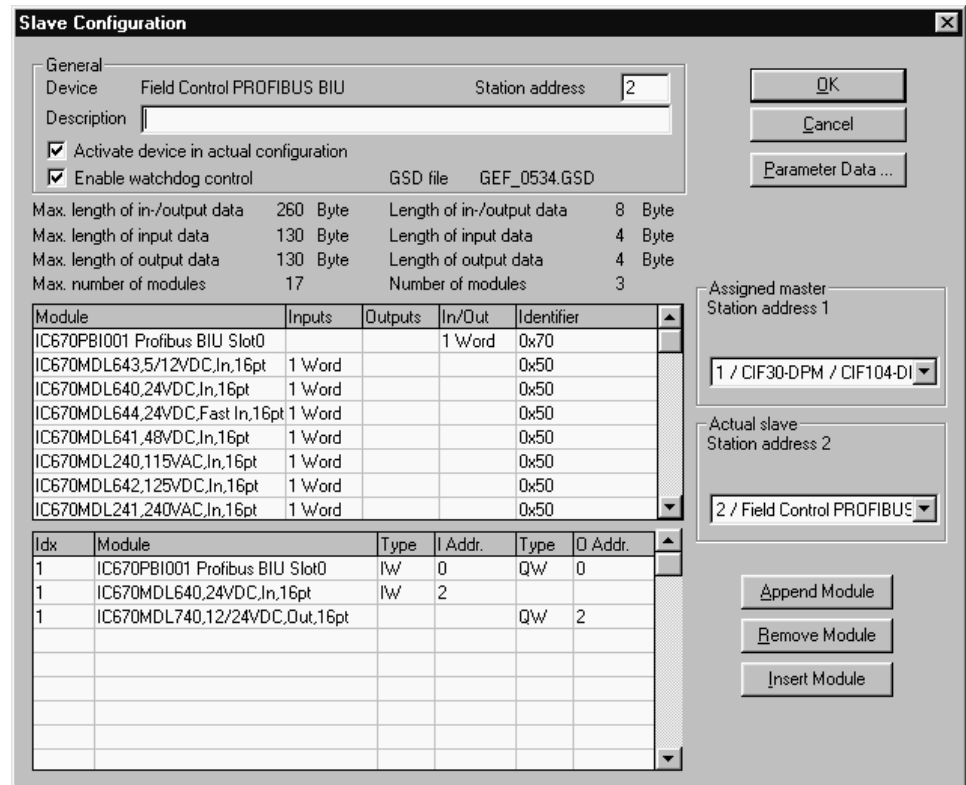 Slave Configuration
General
Device Field Control PROFIBUS BIU Station address 2
Description
Activate device in actual configuration
Enable watchdog control GSD file GEF_0534.GSD
OK
Cancel
Parameter Data ...
Max. length of in-/output data 260 Byte Length of in-/output data 8 Byte
Max. length of input data 130 Byte Length of input data 4 Byte
Max. length of output data 130 Byte Length of output data 4 Byte
Max. number of modules 17 Number of modules 3
Module Inputs Outputs In/Out Identifier
IC670PBI001 Profibus BIU Slot0 1 Word 0x70
IC670MDL643,5/12VDC,In,16pt 1 Word 0x50
IC670MDL640,24VDC,In,16pt 1 Word 0x50
IC670MDL644,24VDC,Fast In,16pt 1 Word 0x50
IC670MDL641,48VDC,In,16pt 1 Word 0x50
IC670MDL240,115VAC,In,16pt 1 Word 0x50
IC670MDL642,125VDC,In,16pt 1 Word 0x50
IC670MDL241,240VAC,In,16pt 1 Word 0x50
Assigned master
Station address 1
1 / CIF30-DPM / CIF104-DI
Actual slave
Station address 2
2 / Field Control PROFIBUS
Idx Module Type I Addr. Type O Addr.
1 IC670PBI001 Profibus BIU Slot0 IW 0 QW 0
1 IC670MDL640,24VDC,In,16pt IW 2
1 IC670MDL740,12/24VDC,Out,16pt QW 2
Append Module
Remove Module
Insert Module